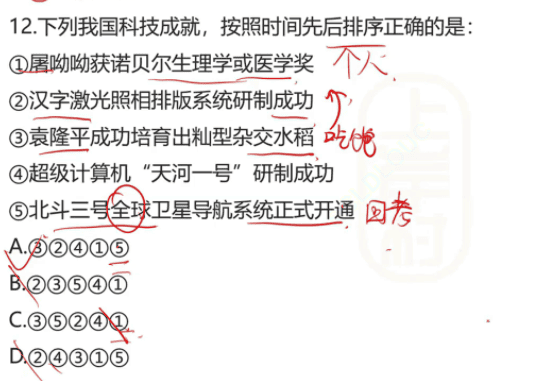 12.下列我国科技成就，按照时间先后排序正确的是：
①屠呦呦获诺贝尔生理学或医学奖 个人
②汉字激光照相排版系统研制成功
③袁隆平成功培育出籼型杂交水稻 吃饱
④超级计算机“天河一号”研制成功
⑤北斗三号全球卫星导航系统正式开通 国考
A.③②④①⑤
B.②③⑤④①
C.③⑤②④①
D.②④③①⑤